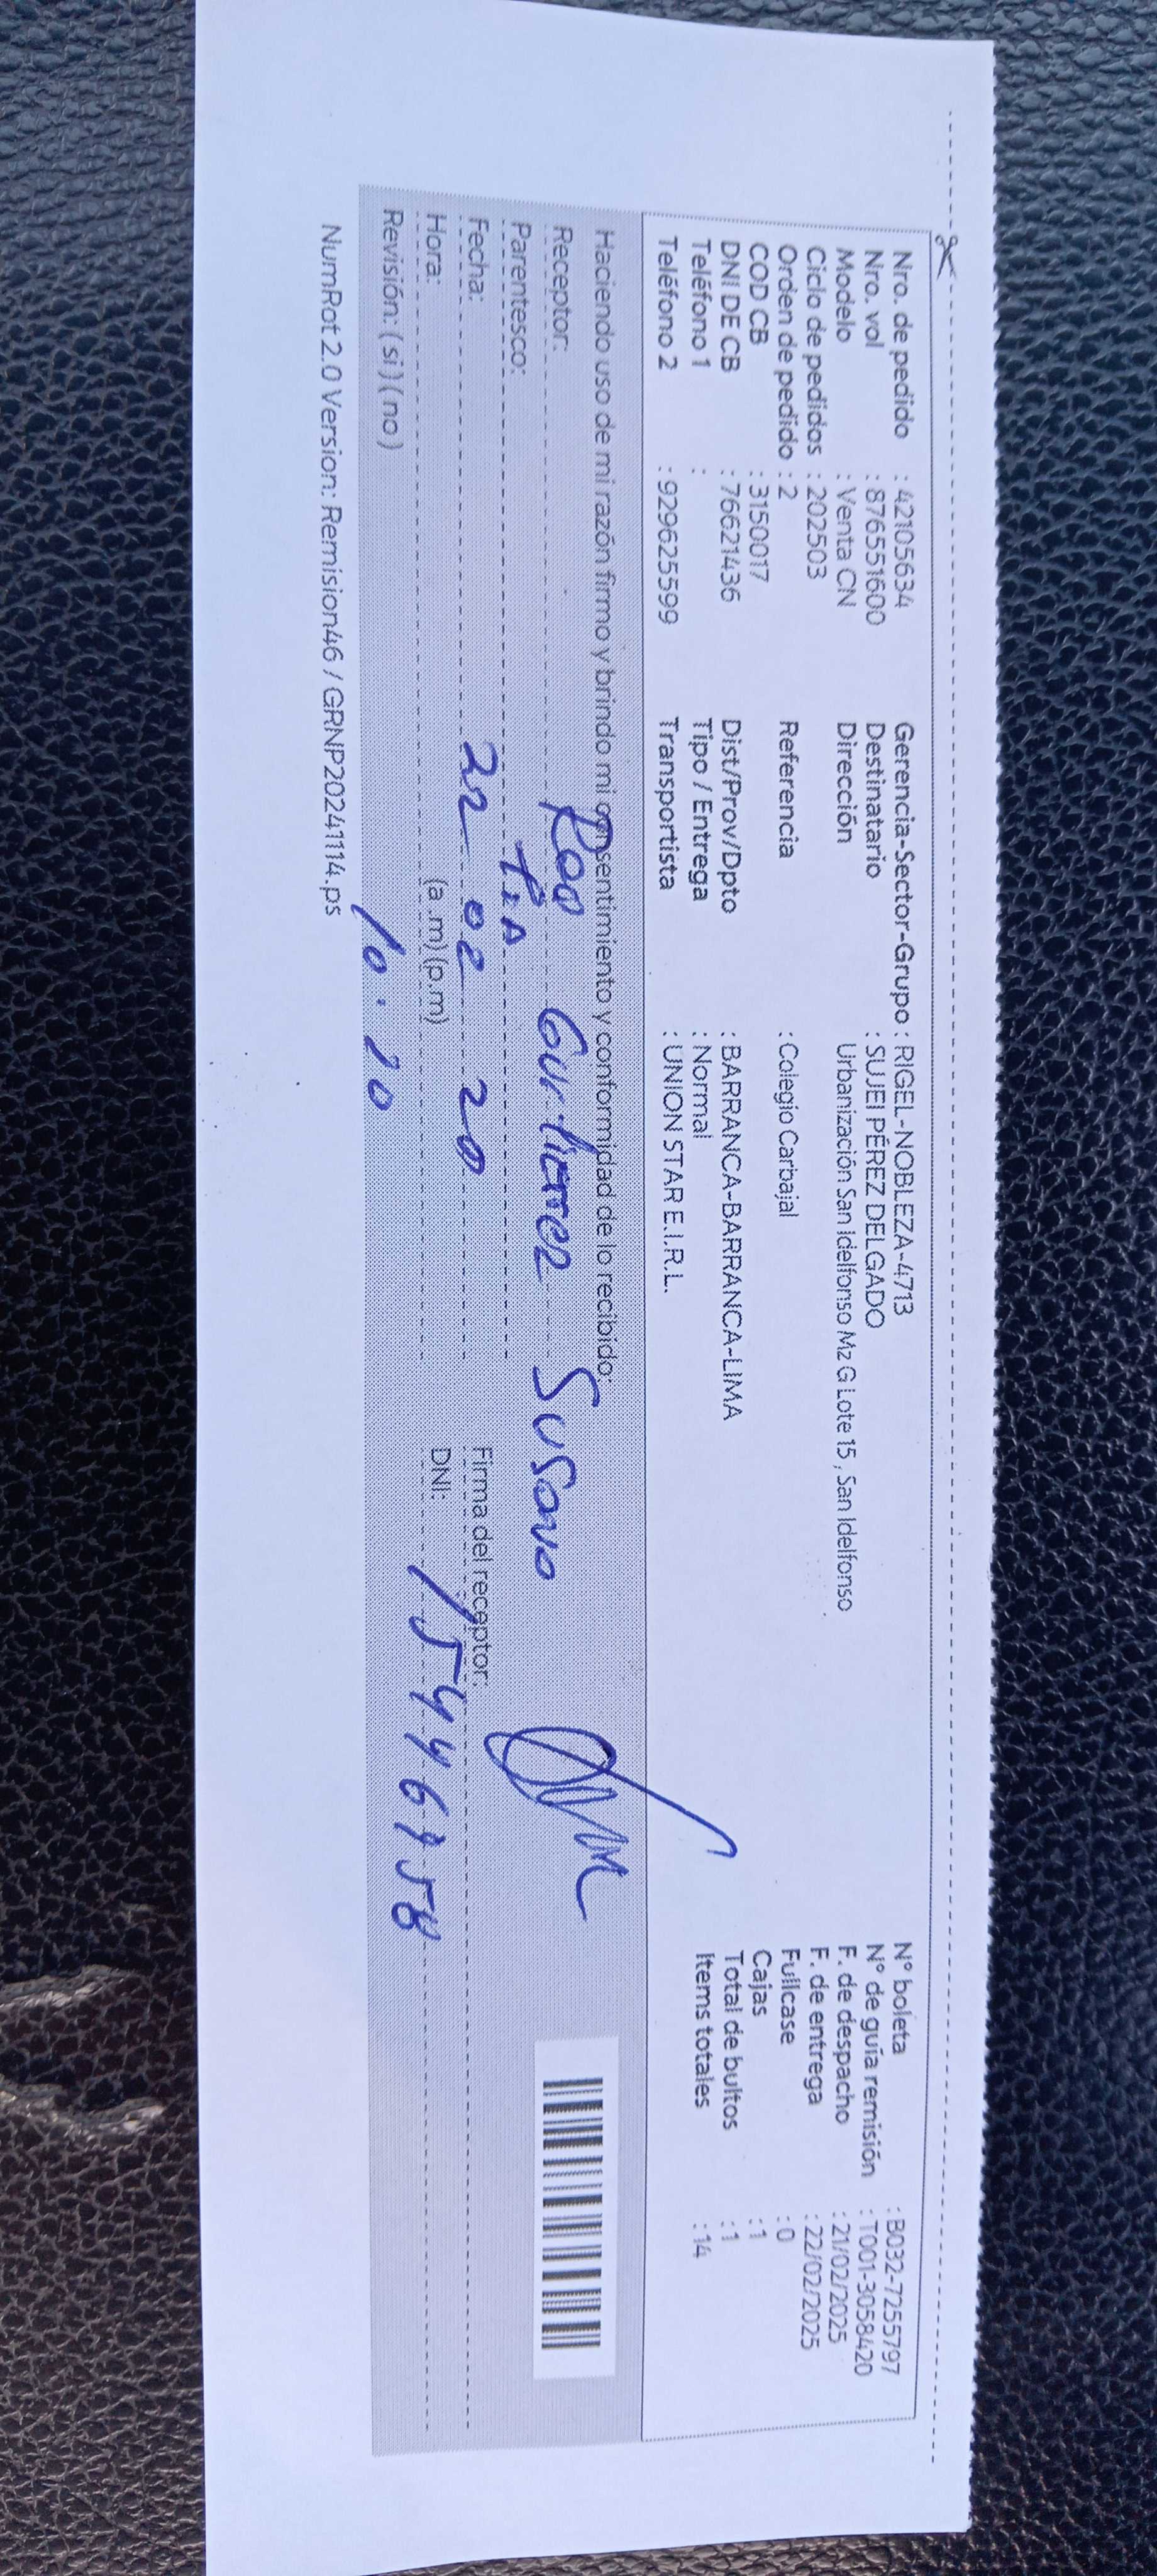 Nro. de pedido : 42105634
Nro. vol : 876551600
Modelo : Venta CN
Ciclo de pedidos : 202503
Orden de pedido : 2
COD CB : 3150017
DNI DE CB : 76621436
Teléfono 1 :
Teléfono 2 : 929625599
Gerencia-Sector-Grupo : RIGEL-NOBLEZA-4713
Destinatario : SUJEI PÉREZ DELGADO
Dirección Urbanización San Idelfonso Mz G Lote 15 , San Idelfonso
Referencia : Colegio Carbajal
Dist/Prov/Dpto : BARRANCA-BARRANCA-LIMA
Tipo / Entrega : Normal
Transportista : UNION STAR E.I.R.L.
N° boleta : B032-7255797
N° de guía remisión : T001-3058420
F. de despacho : 21/02/2025
F. de entrega : 22/02/2025
Fullcase : 0
Cajas : 1
Total de bultos : 1
Items totales : 14
Haciendo uso de mi razón firmo y brindo mi consentimiento y conformidad de lo recibido:
Receptor: Gutierrez Susano
Parentesco: tia
Fecha: 22 02 20
Hora: (a.m)(p.m) 10:20
Revisión: (si)(no)
Firma del receptor:
DNI: 15446758
NumRot 2.0 Version: Remision46 / GRNP20241114.ps